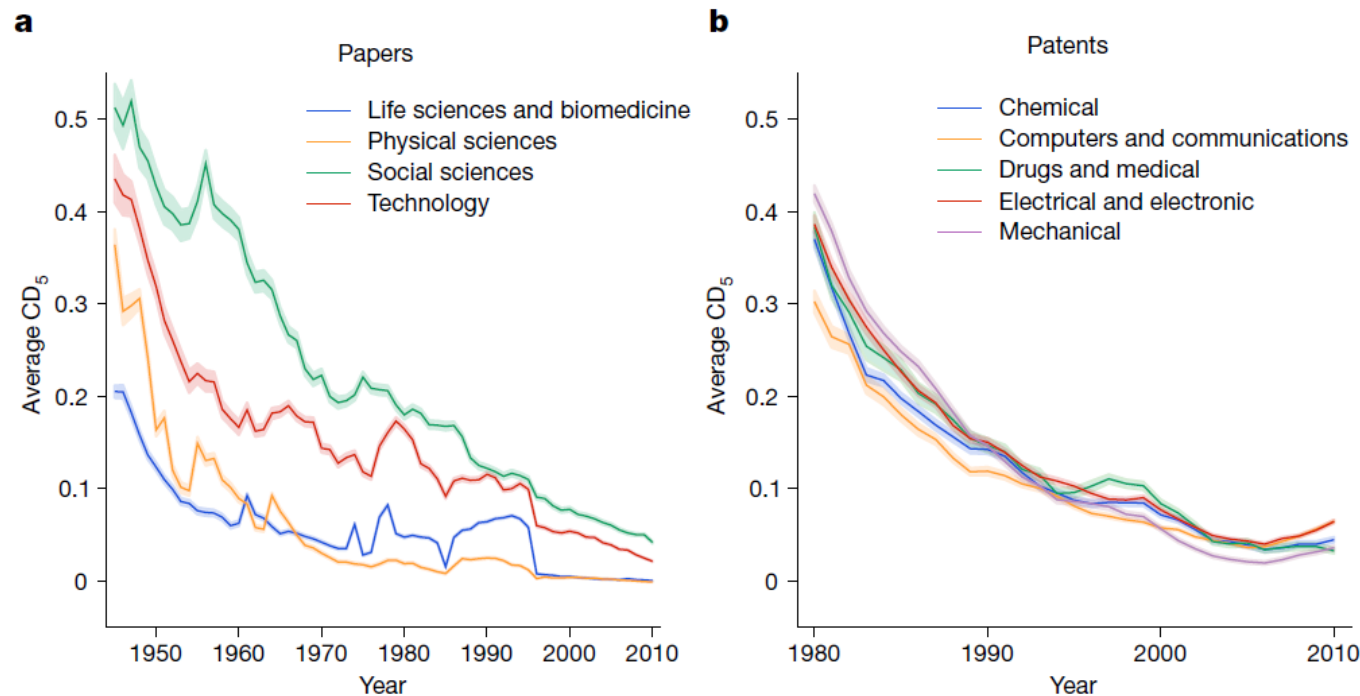 a
Papers
Life sciences and biomedicine
Physical sciences
Social sciences
Technology
Average CD5
0.5
0.4
0.3
0.2
0.1
0
1950 1960 1970 1980 1990 2000 2010
Year
b
Patents
Chemical
Computers and communications
Drugs and medical
Electrical and electronic
Mechanical
Average CD5
0.5
0.4
0.3
0.2
0.1
0
1980 1990 2000 2010
Year